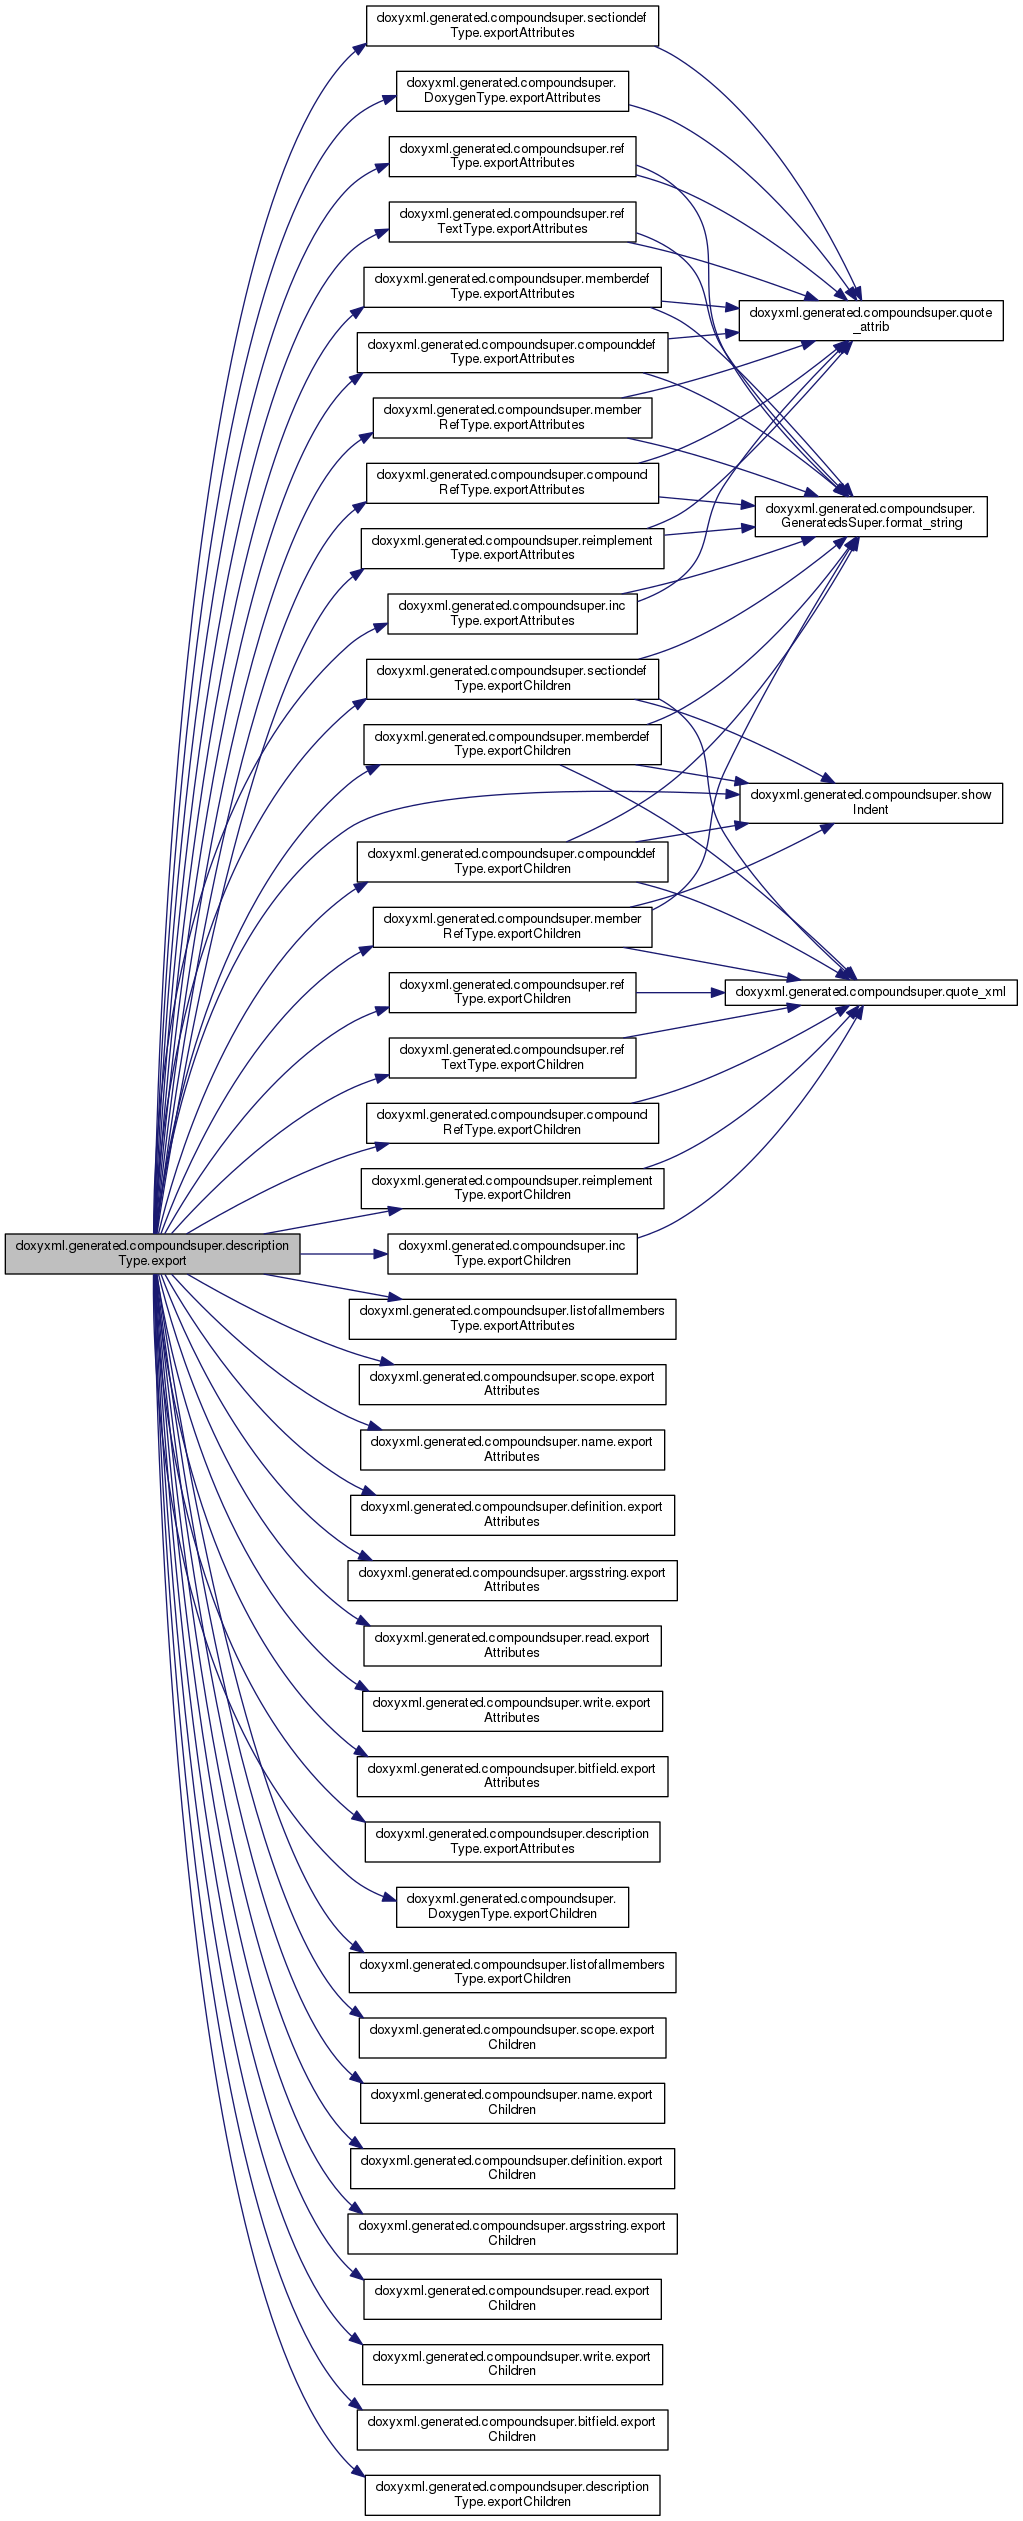 doxyxml.generated.compoundsuper.sectiondef
Type.exportAttributes
doxyxml.generated.compoundsuper.
DoxygenType.exportAttributes
doxyxml.generated.compoundsuper.ref
Type.exportAttributes
doxyxml.generated.compoundsuper.ref
TextType.exportAttributes
doxyxml.generated.compoundsuper.memberdef
Type.exportAttributes
doxyxml.generated.compoundsuper.quote
_attrib
doxyxml.generated.compoundsuper.compounddef
Type.exportAttributes
doxyxml.generated.compoundsuper.member
RefType.exportAttributes
doxyxml.generated.compoundsuper.compound
RefType.exportAttributes
doxyxml.generated.compoundsuper.
GeneratedsSuper.format_string
doxyxml.generated.compoundsuper.reimplement
Type.exportAttributes
doxyxml.generated.compoundsuper.inc
Type.exportAttributes
doxyxml.generated.compoundsuper.sectiondef
Type.exportChildren
doxyxml.generated.compoundsuper.memberdef
Type.exportChildren
doxyxml.generated.compoundsuper.show
Indent
doxyxml.generated.compoundsuper.compounddef
Type.exportChildren
doxyxml.generated.compoundsuper.member
RefType.exportChildren
doxyxml.generated.compoundsuper.ref
Type.exportChildren
doxyxml.generated.compoundsuper.quote_xml
doxyxml.generated.compoundsuper.ref
TextType.exportChildren
doxyxml.generated.compoundsuper.compound
RefType.exportChildren
doxyxml.generated.compoundsuper.reimplement
Type.exportChildren
doxyxml.generated.compoundsuper.description
Type.export
doxyxml.generated.compoundsuper.inc
Type.exportChildren
doxyxml.generated.compoundsuper.listofallmembers
Type.exportAttributes
doxyxml.generated.compoundsuper.scope.export
Attributes
doxyxml.generated.compoundsuper.name.export
Attributes
doxyxml.generated.compoundsuper.definition.export
Attributes
doxyxml.generated.compoundsuper.argsstring.export
Attributes
doxyxml.generated.compoundsuper.read.export
Attributes
doxyxml.generated.compoundsuper.write.export
Attributes
doxyxml.generated.compoundsuper.bitfield.export
Attributes
doxyxml.generated.compoundsuper.description
Type.exportAttributes
doxyxml.generated.compoundsuper.
DoxygenType.exportChildren
doxyxml.generated.compoundsuper.listofallmembers
Type.exportChildren
doxyxml.generated.compoundsuper.scope.export
Children
doxyxml.generated.compoundsuper.name.export
Children
doxyxml.generated.compoundsuper.definition.export
Children
doxyxml.generated.compoundsuper.argsstring.export
Children
doxyxml.generated.compoundsuper.read.export
Children
doxyxml.generated.compoundsuper.write.export
Children
doxyxml.generated.compoundsuper.bitfield.export
Children
doxyxml.generated.compoundsuper.description
Type.exportChildren